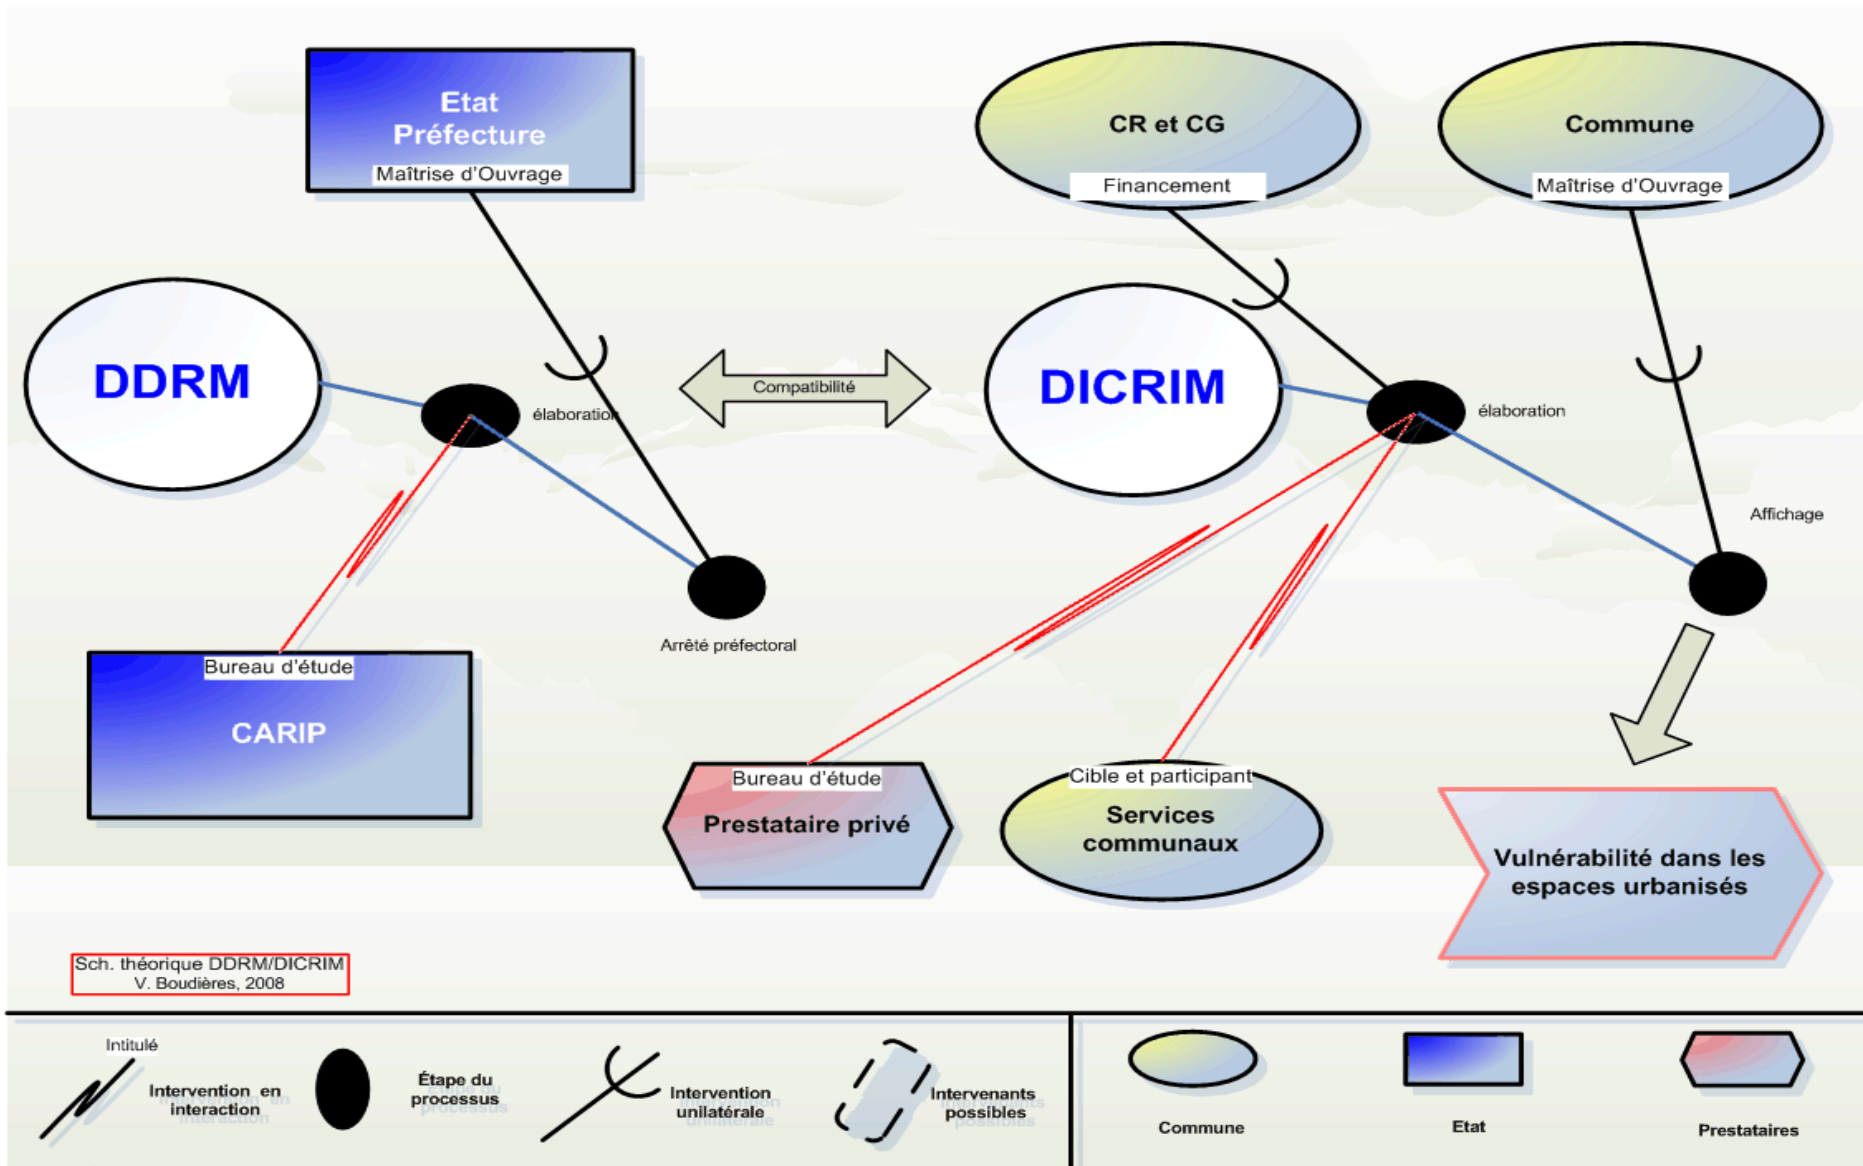 Etat
Préfecture
Maîtrise d'Ouvrage
CR et CG
Financement
Commune
Maîtrise d'Ouvrage
DDRM
élaboration
Compatibilité
DICRIM
élaboration
Affichage
Arrêté préfectoral
Bureau d'étude
CARIP
Bureau d'étude
Prestataire privé
Cible et participant
Services
communaux
Vulnérabilité dans les
espaces urbanisés
Sch. théorique DDRM/DICRIM
V. Boudières, 2008
Intitulé
Intervention en
interaction
Étape du
processus
Intervention
unilatérale
Intervenants
possibles
Commune
Etat
Prestataires